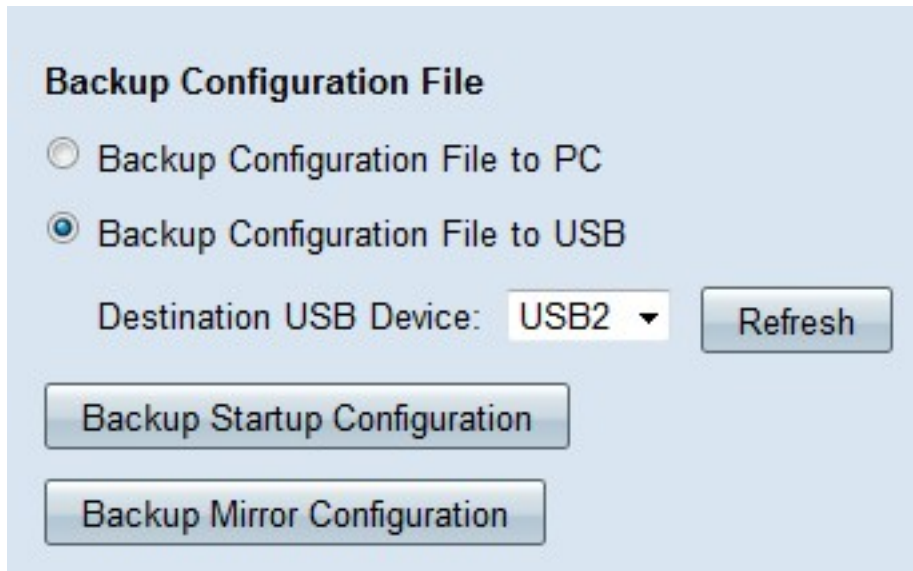 Backup Configuration File
Backup Configuration File to PC
Backup Configuration File to USB
Destination USB Device: USB2 Refresh
Backup Startup Configuration
Backup Mirror Configuration